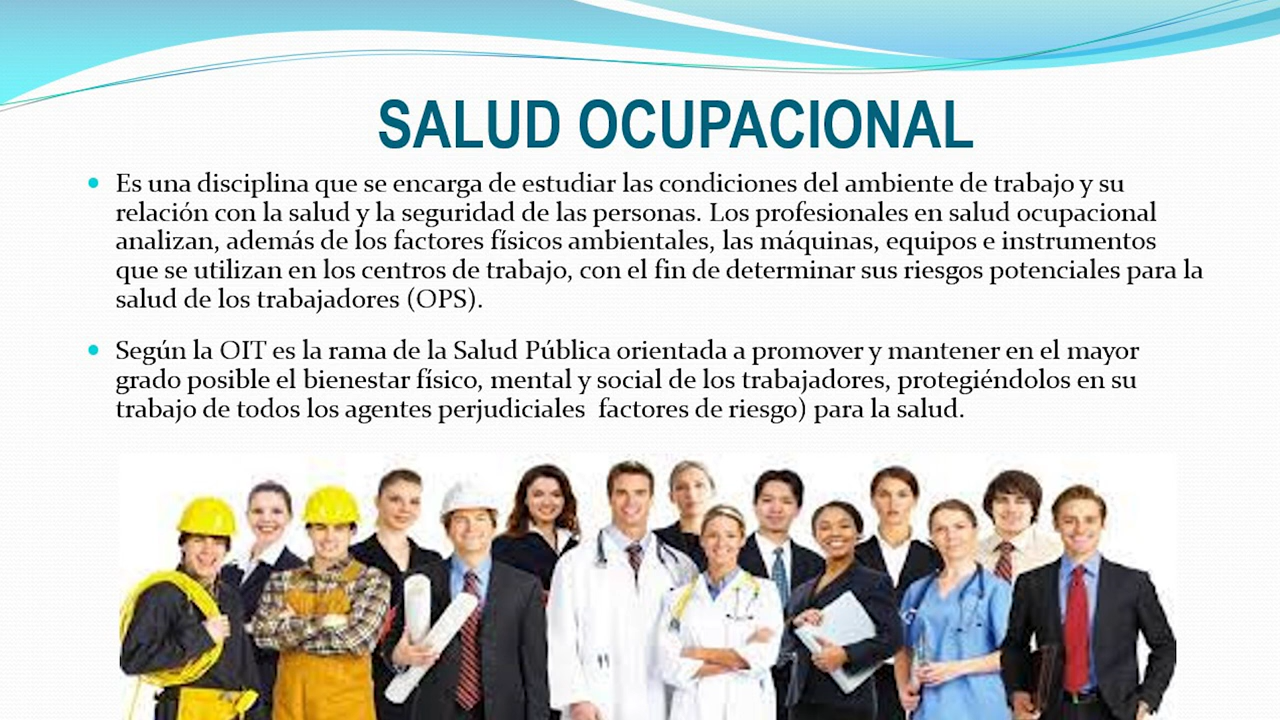 SALUD OCUPACIONAL
Es una disciplina que se encarga de estudiar las condiciones del ambiente de trabajo y su
relación con la salud y la seguridad de las personas. Los profesionales en salud ocupacional
analizan, además de los factores físicos ambientales, las máquinas, equipos e instrumentos
que se utilizan en los centros de trabajo, con el fin de determinar sus riesgos potenciales para la
salud de los trabajadores (OPS).
Según la OIT es la rama de la Salud Pública orientada a promover y mantener en el mayor
grado posible el bienestar físico, mental y social de los trabajadores, protegiéndolos en su
trabajo de todos los agentes perjudiciales  factores de riesgo) para la salud.